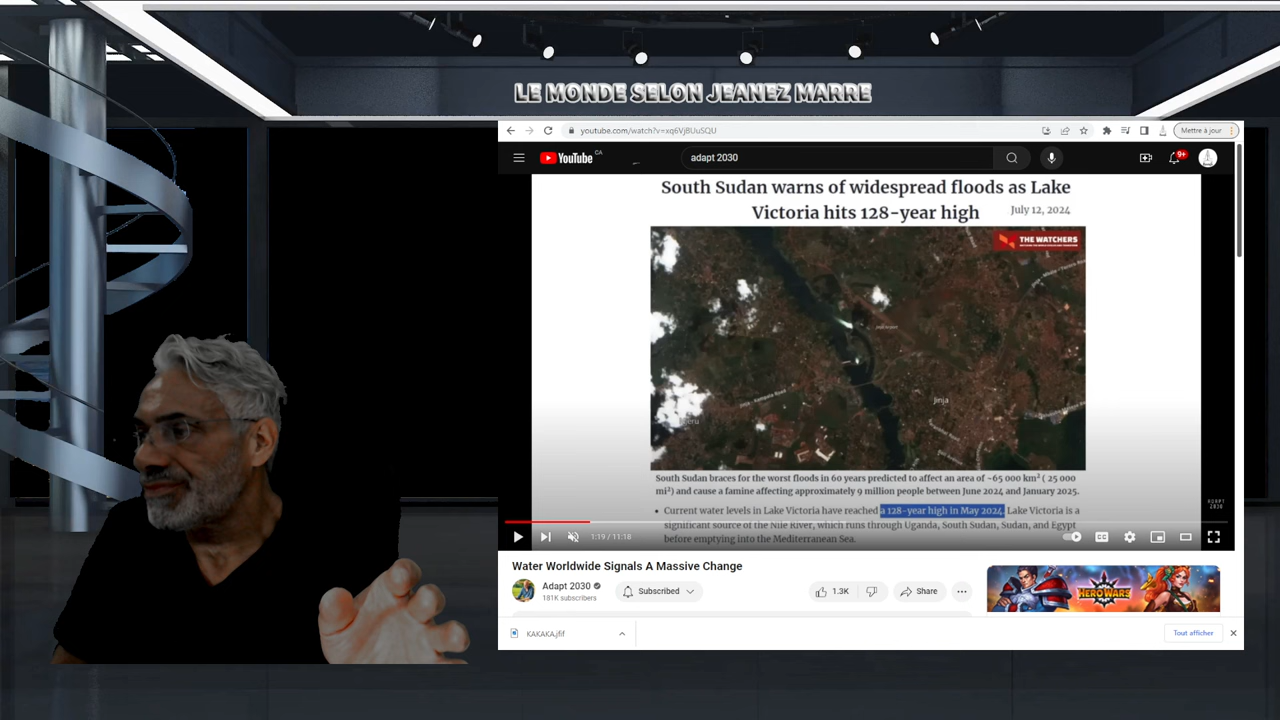 LE MONDE SELON JEANEZ MARRE
youtube.com/watch?v=xq6VjBUuSQU
Mettre à jour
YouTube CA
adapt 2030
9+
South Sudan warns of widespread floods as Lake
Victoria hits 128-year high
July 12, 2024
THE WATCHERS
Jinja
South Sudan braces for the worst floods in 60 years predicted to affect an area of ~65 000 km² ( 25 000
mi²) and cause a famine affecting approximately 9 million people between June 2024 and January 2025.
• Current water levels in Lake Victoria have reached a 128-year high in May 2024. Lake Victoria is a
significant source of the Nile River, which runs through Uganda, South Sudan, Sudan, and Egypt
before emptying into the Mediterranean Sea.
ADAPT
2030
1:19 / 11:18
CC
Water Worldwide Signals A Massive Change
Adapt 2030
181K subscribers
Subscribed
1.3K
Share
HERO WARS
KAKAKA.jfif
Tout afficher